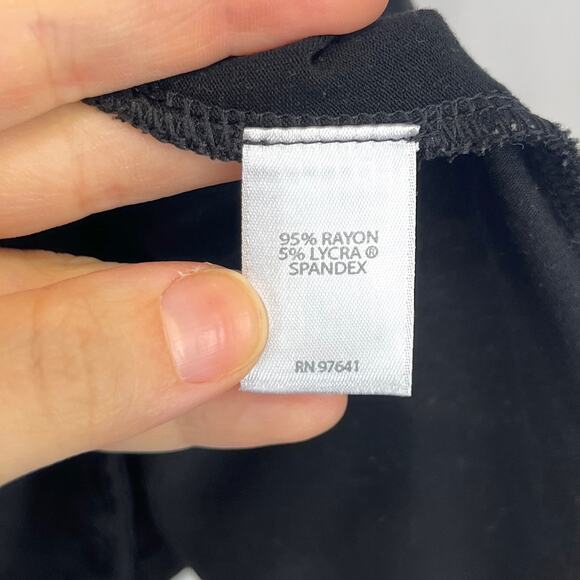 95% RAYON
5% LYCRA ®
SPANDEX
RN 97641